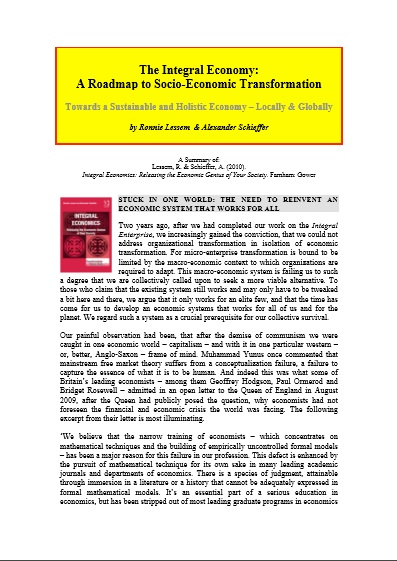 The Integral Economy:
A Roadmap to Socio-Economic Transformation
Towards a Sustainable and Holistic Economy – Locally & Globally
by Ronnie Lessem & Alexander Schieffer
A Summary of:
Lessem, R. & Schieffer, A. (2010).
Integral Economics: Releasing the Economic Genius of Your Society. Farnham: Gower
INTEGRAL
ECONOMICS
STUCK IN ONE WORLD: THE NEED TO REINVENT AN
ECONOMIC SYSTEM THAT WORKS FOR ALL
Two years ago, after we had completed our work on the Integral
Enterprise, we increasingly gained the conviction, that we could not
address organizational transformation in isolation of economic
transformation. For micro-enterprise transformation is bound to be
limited by the macro-economic context to which organizations are
required to adapt. This macro-economic system is failing us to such
a degree that we are collectively called upon to seek a more viable alternative. To
those who claim that the existing system still works and may only have to be tweaked
a bit here and there, we argue that it only works for an elite few, and that the time has
come for us to develop an economic systems that works for all of us and for the
planet. We regard such a system as a crucial prerequisite for our collective survival.
Our painful observation had been, that after the demise of communism we were
caught in one economic world – capitalism – and with it in one particular western –
or, better, Anglo-Saxon – frame of mind. Muhammad Yunus once commented that
mainstream free market theory suffers from a conceptualization failure, a failure to
capture the essence of what it is to be human. And indeed this was what some of
Britain's leading economists – among them Geoffrey Hodgson, Paul Ormerod and
Bridget Rosewell – admitted in an open letter to the Queen of England in August
2009, after the Queen had publicly posed the question, why economists had not
foreseen the financial and economic crisis the world was facing. The following
excerpt from their letter is most illuminating.
'We believe that the narrow training of economists – which concentrates on
mathematical techniques and the building of empirically uncontrolled formal models
– has been a major reason for this failure in our profession. This defect is enhanced by
the pursuit of mathematical technique for its own sake in many leading academic
journals and departments of economics. There is a species of judgment, attainable
through immersion in a literature or a history that cannot be adequately expressed in
formal mathematical models. It's an essential part of a serious education in
economics, but has been stripped out of most leading graduate programs in economics